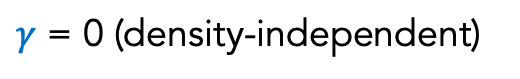 γ = 0 (density-independent)